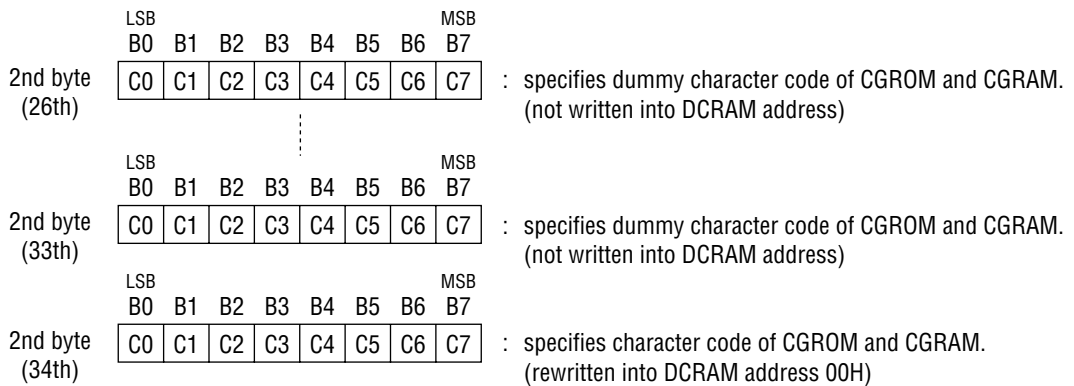 LSB MSB
B0 B1 B2 B3 B4 B5 B6 B7
2nd byte C0 C1 C2 C3 C4 C5 C6 C7 : specifies dummy character code of CGROM and CGRAM.
(26th) (not written into DCRAM address)
LSB MSB
B0 B1 B2 B3 B4 B5 B6 B7
2nd byte C0 C1 C2 C3 C4 C5 C6 C7 : specifies dummy character code of CGROM and CGRAM.
(33th) (not written into DCRAM address)
LSB MSB
B0 B1 B2 B3 B4 B5 B6 B7
2nd byte C0 C1 C2 C3 C4 C5 C6 C7 : specifies character code of CGROM and CGRAM.
(34th) (rewritten into DCRAM address 00H)